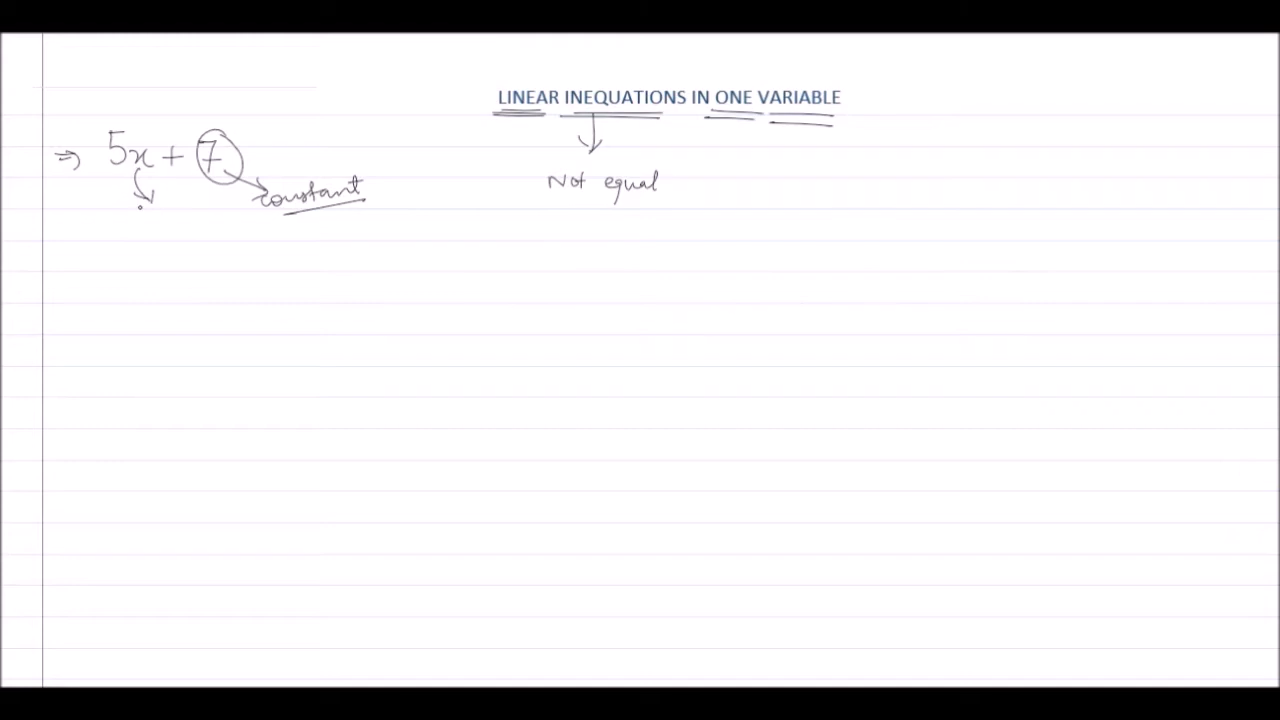 LINEAR INEQUATIONS IN ONE VARIABLE
⇒ 5x + 7
Not equal
constant